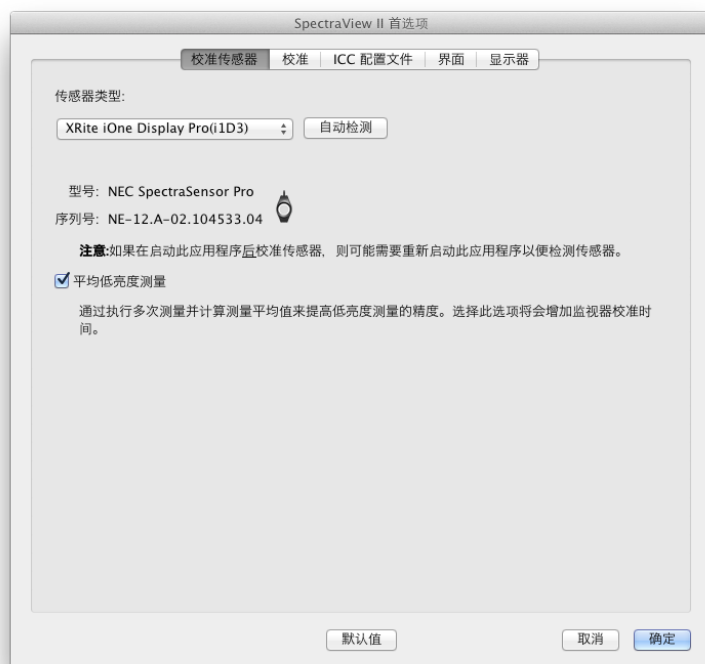 SpectraView II 首选项
校准传感器 校准 ICC 配置文件 界面 显示器
传感器类型:
XRite iOne Display Pro(i1D3) 自动检测
型号: NEC SpectraSensor Pro
序列号: NE-12.A-02.104533.04
注意:如果在启动此应用程序后校准传感器，则可能需要重新启动此应用程序以便检测传感器。
平均低亮度测量
通过执行多次测量并计算测量平均值来提高低亮度测量的精度。选择此选项将会增加监视器校准时
间。
默认值 取消 确定